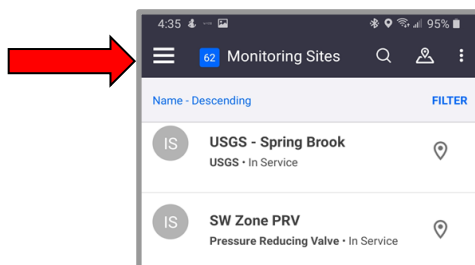 4:35 95%
62 Monitoring Sites
Name - Descending FILTER
IS USGS - Spring Brook
USGS • In Service
IS SW Zone PRV
Pressure Reducing Valve • In Service